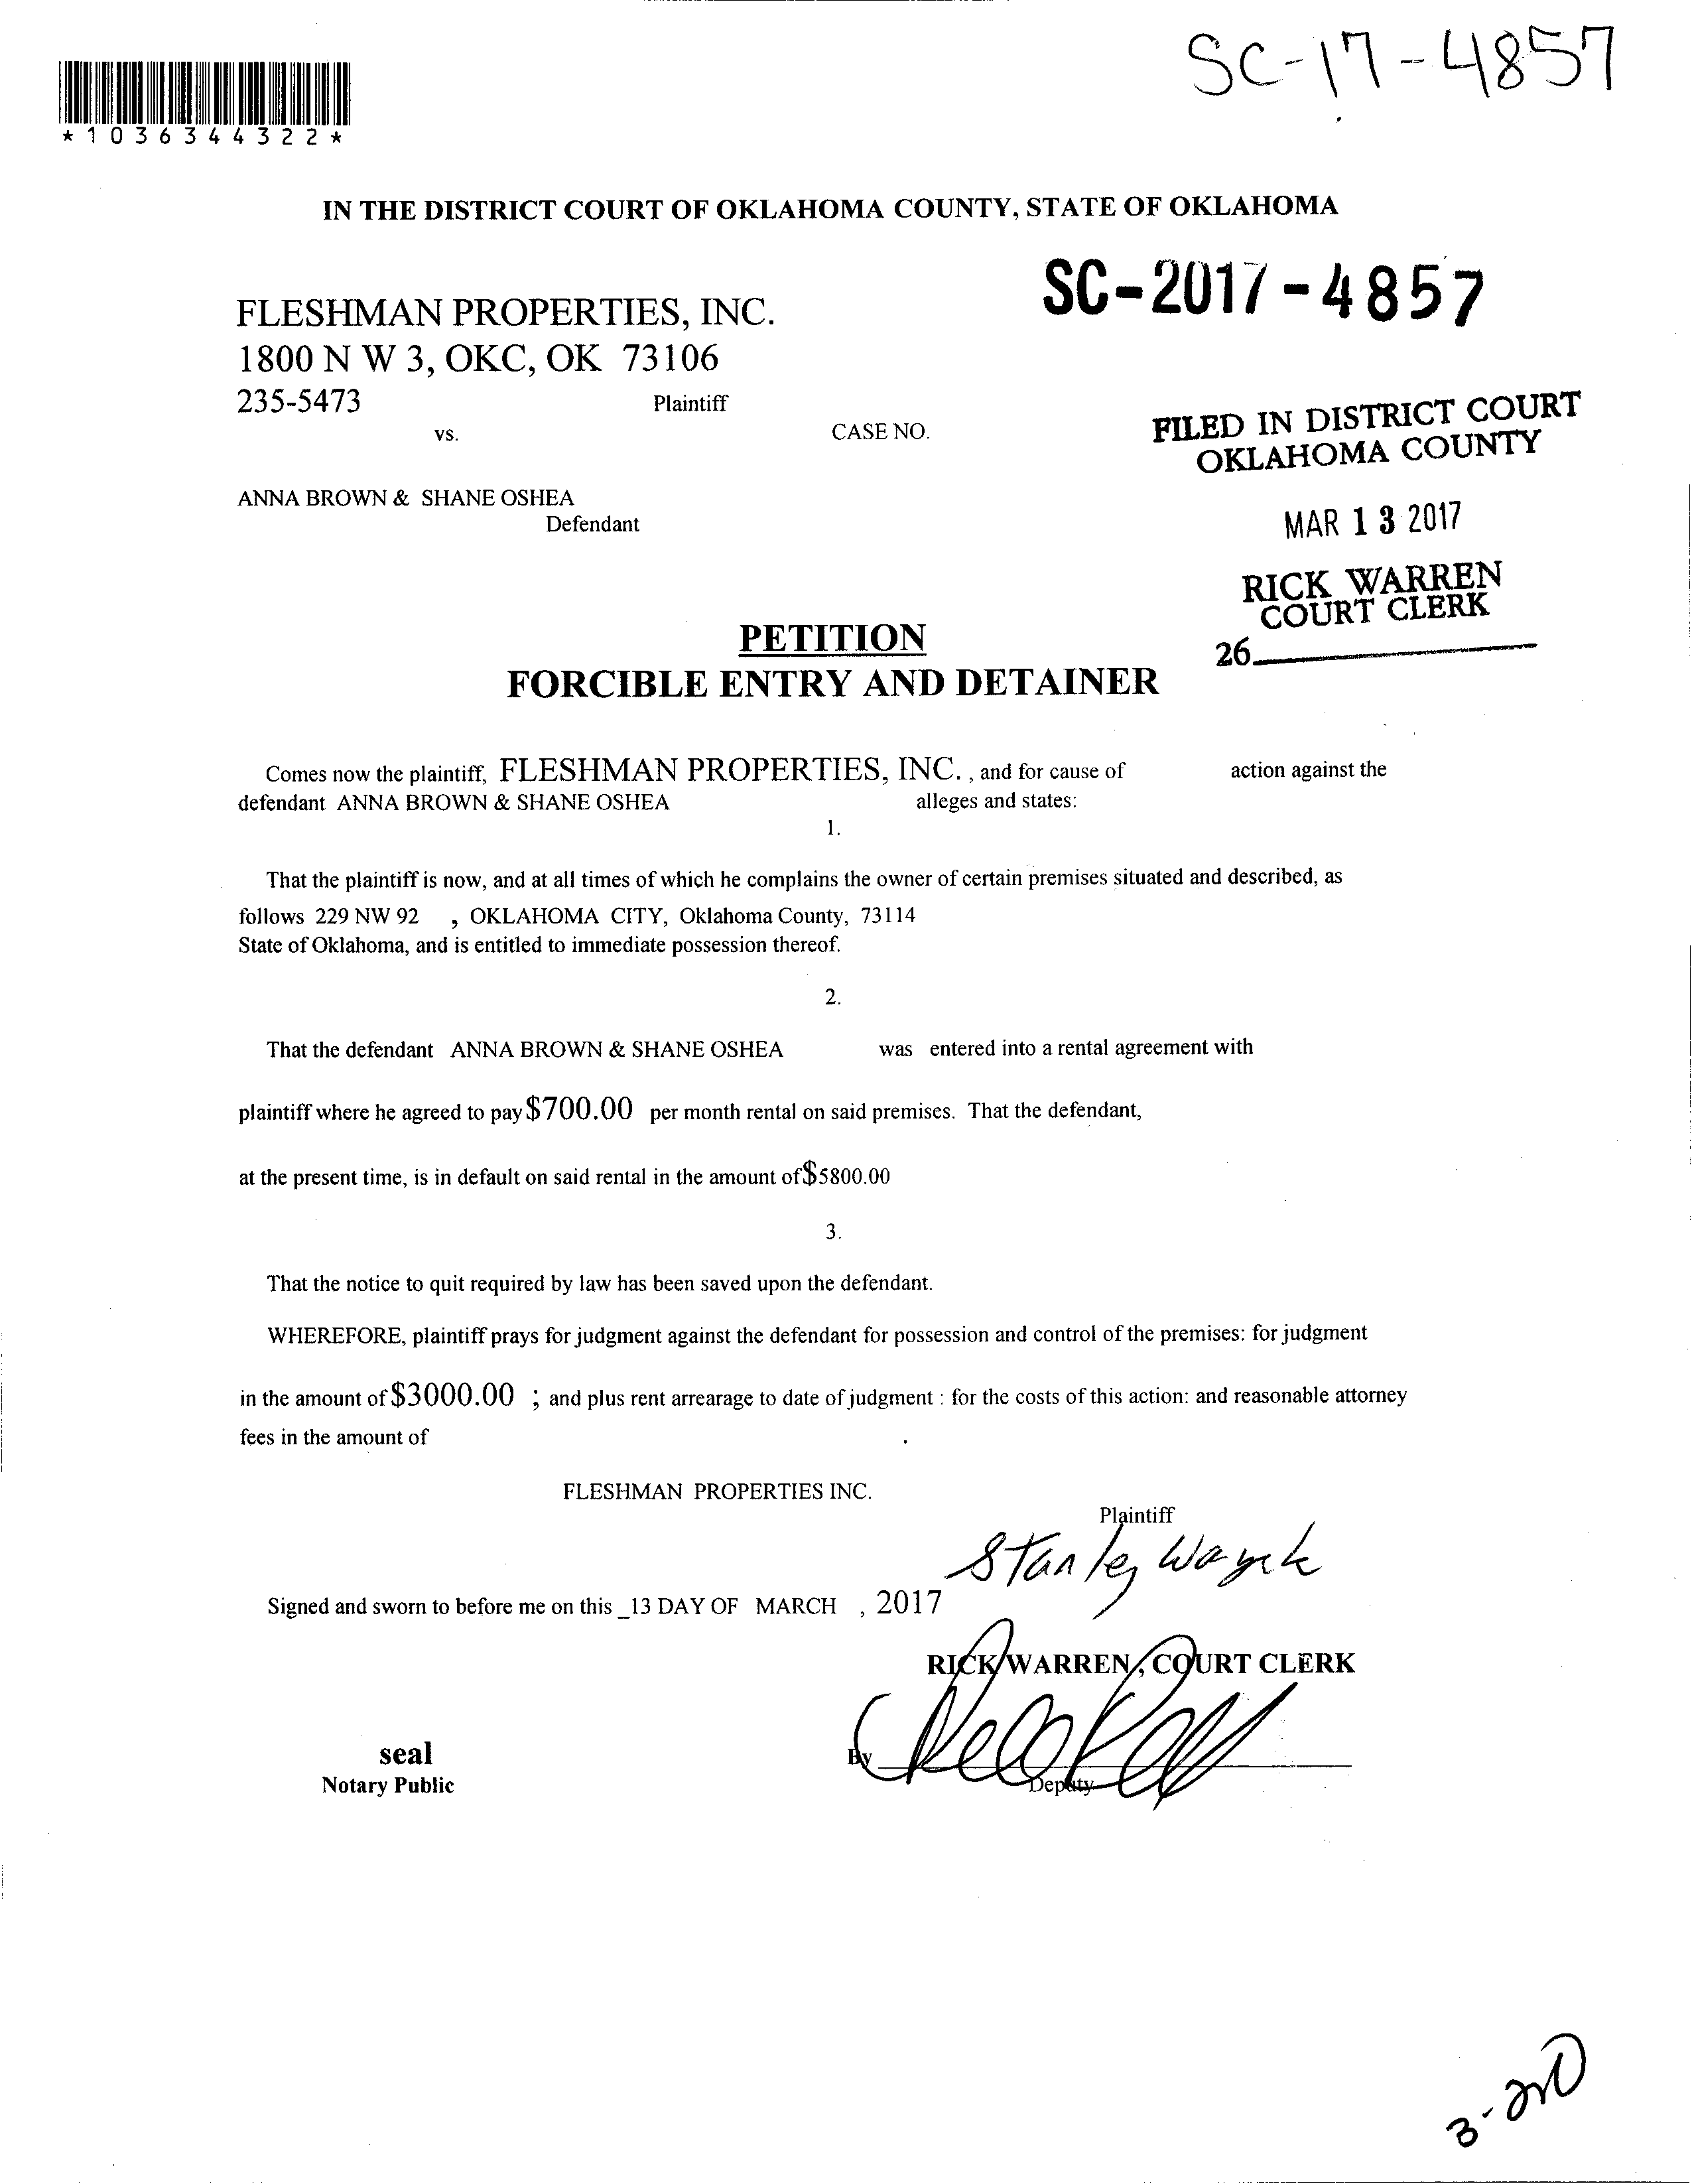 SC-17-4857
*1036344322*
IN THE DISTRICT COURT OF OKLAHOMA COUNTY, STATE OF OKLAHOMA
SC-2017-4857
FLESHMAN PROPERTIES, INC.
1800 N W 3, OKC, OK 73106
235-5473 Plaintiff
vs. CASE NO.
FILED IN DISTRICT COURT
OKLAHOMA COUNTY
ANNA BROWN & SHANE OSHEA
Defendant
MAR 13 2017
RICK WARREN
COURT CLERK
26
PETITION
FORCIBLE ENTRY AND DETAINER
Comes now the plaintiff, FLESHMAN PROPERTIES, INC. , and for cause of action against the
defendant ANNA BROWN & SHANE OSHEA alleges and states:
1.
That the plaintiff is now, and at all times of which he complains the owner of certain premises situated and described, as
follows 229 NW 92 , OKLAHOMA CITY, Oklahoma County, 73114
State of Oklahoma, and is entitled to immediate possession thereof.
2.
That the defendant ANNA BROWN & SHANE OSHEA was entered into a rental agreement with
plaintiff where he agreed to pay $700.00 per month rental on said premises. That the defendant,
at the present time, is in default on said rental in the amount of $5800.00
3.
That the notice to quit required by law has been saved upon the defendant.
WHEREFORE, plaintiff prays for judgment against the defendant for possession and control of the premises: for judgment
in the amount of $3000.00 ; and plus rent arrearage to date of judgment : for the costs of this action: and reasonable attorney
fees in the amount of .
FLESHMAN PROPERTIES INC.
Plaintiff
Stanley
Signed and sworn to before me on this _13 DAY OF MARCH , 2017
RICK WARREN, COURT CLERK
seal
By
Notary Public
Deputy